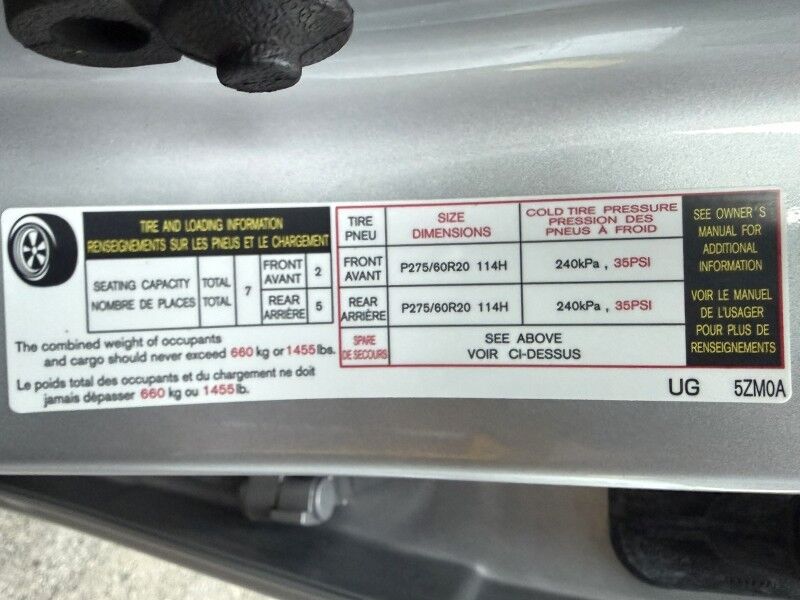 TIRE AND LOADING INFORMATION
RENSEIGNEMENTS SUR LES PNEUS ET LE CHARGEMENT
SEATING CAPACITY TOTAL 7 FRONT AVANT 2
NOMBRE DE PLACES TOTAL REAR ARRIÈRE 5
The combined weight of occupants
and cargo should never exceed 660 kg or 1455 lbs.
Le poids total des occupants et du chargement ne doit
jamais dépasser 660 kg ou 1455 lb.
TIRE PNEU SIZE DIMENSIONS COLD TIRE PRESSURE PRESSION DES PNEUS À FROID
FRONT AVANT P275/60R20 114H 240kPa , 35PSI
REAR ARRIÈRE P275/60R20 114H 240kPa , 35PSI
SPARE DE SECOURS SEE ABOVE VOIR CI-DESSUS
SEE OWNER'S
MANUAL FOR
ADDITIONAL
INFORMATION
VOIR LE MANUEL
DE L'USAGER
POUR PLUS DE
RENSEIGNEMENTS
UG 5ZM0A